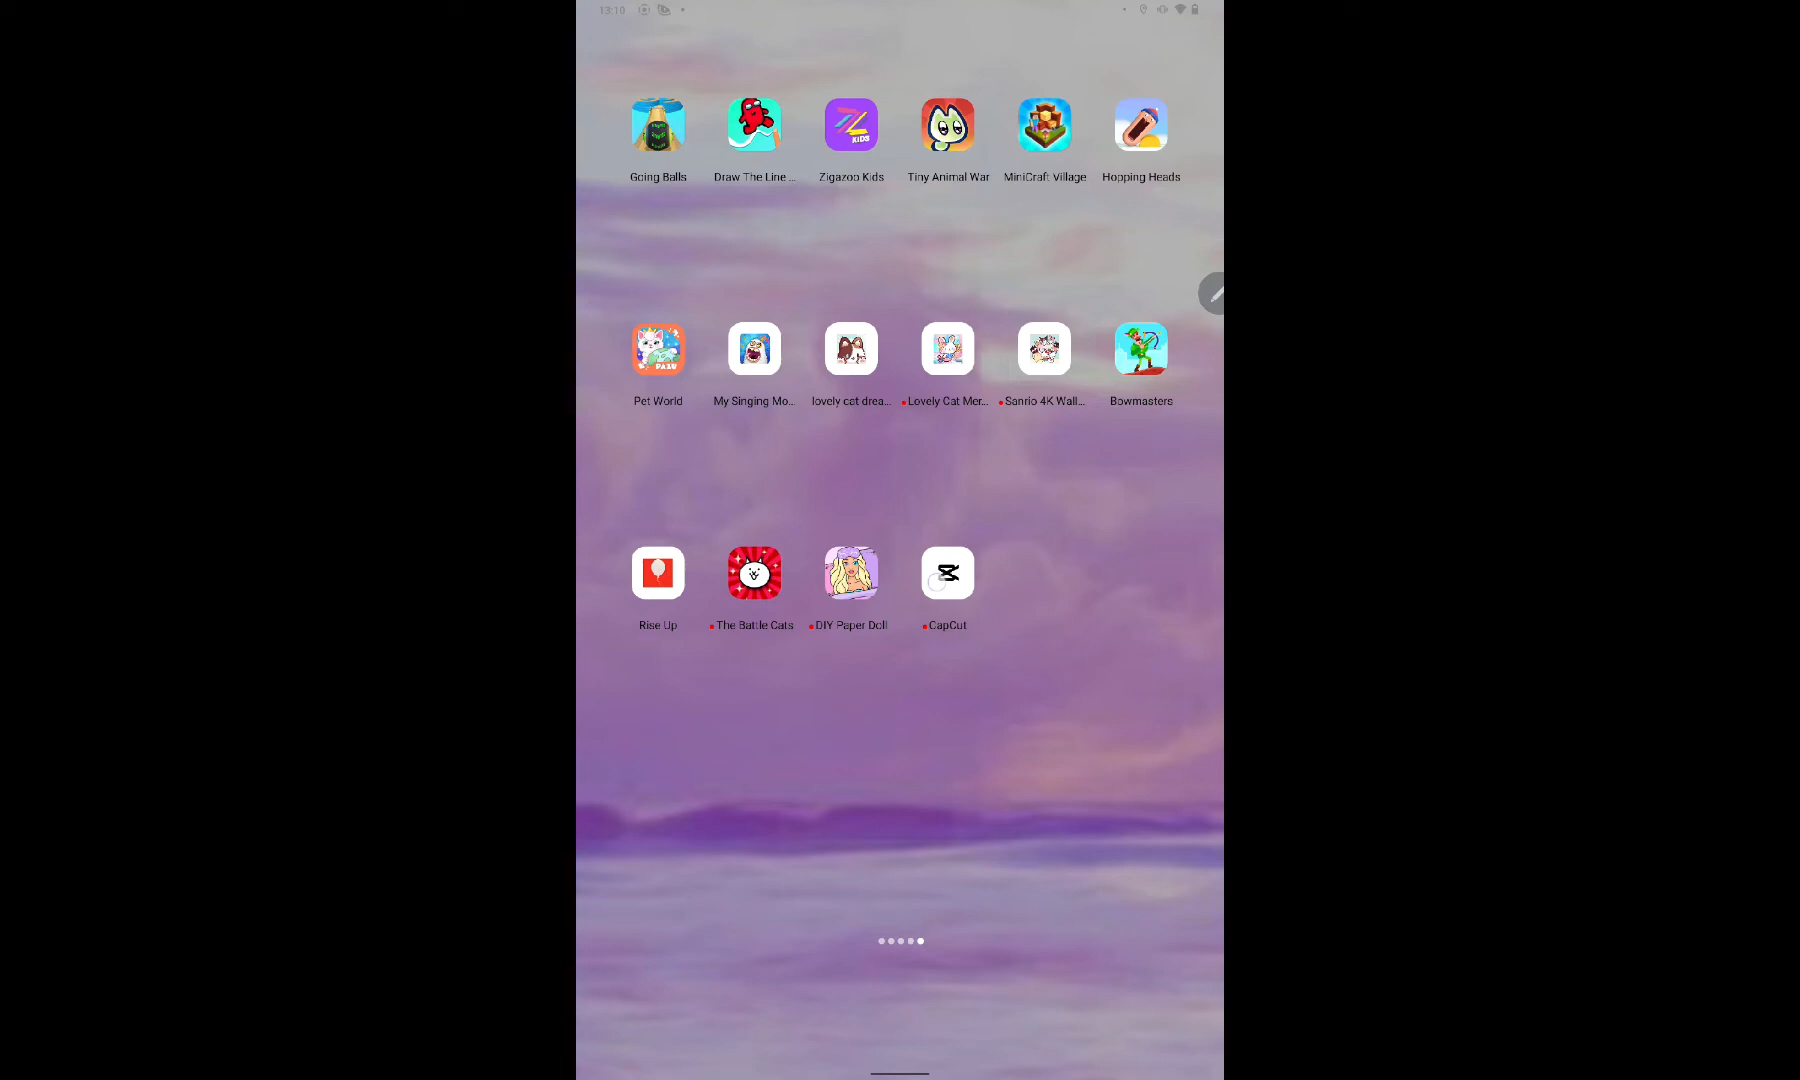 13:10
Going Balls
Draw The Line ...
Zigazoo Kids
Tiny Animal War
MiniCraft Village
Hopping Heads
KIDS
PAZU
Pet World
My Singing Mo...
lovely cat drea...
Lovely Cat Mer...
Sanrio 4K Wall...
Bowmasters
Rise Up
The Battle Cats
DIY Paper Doll
CapCut